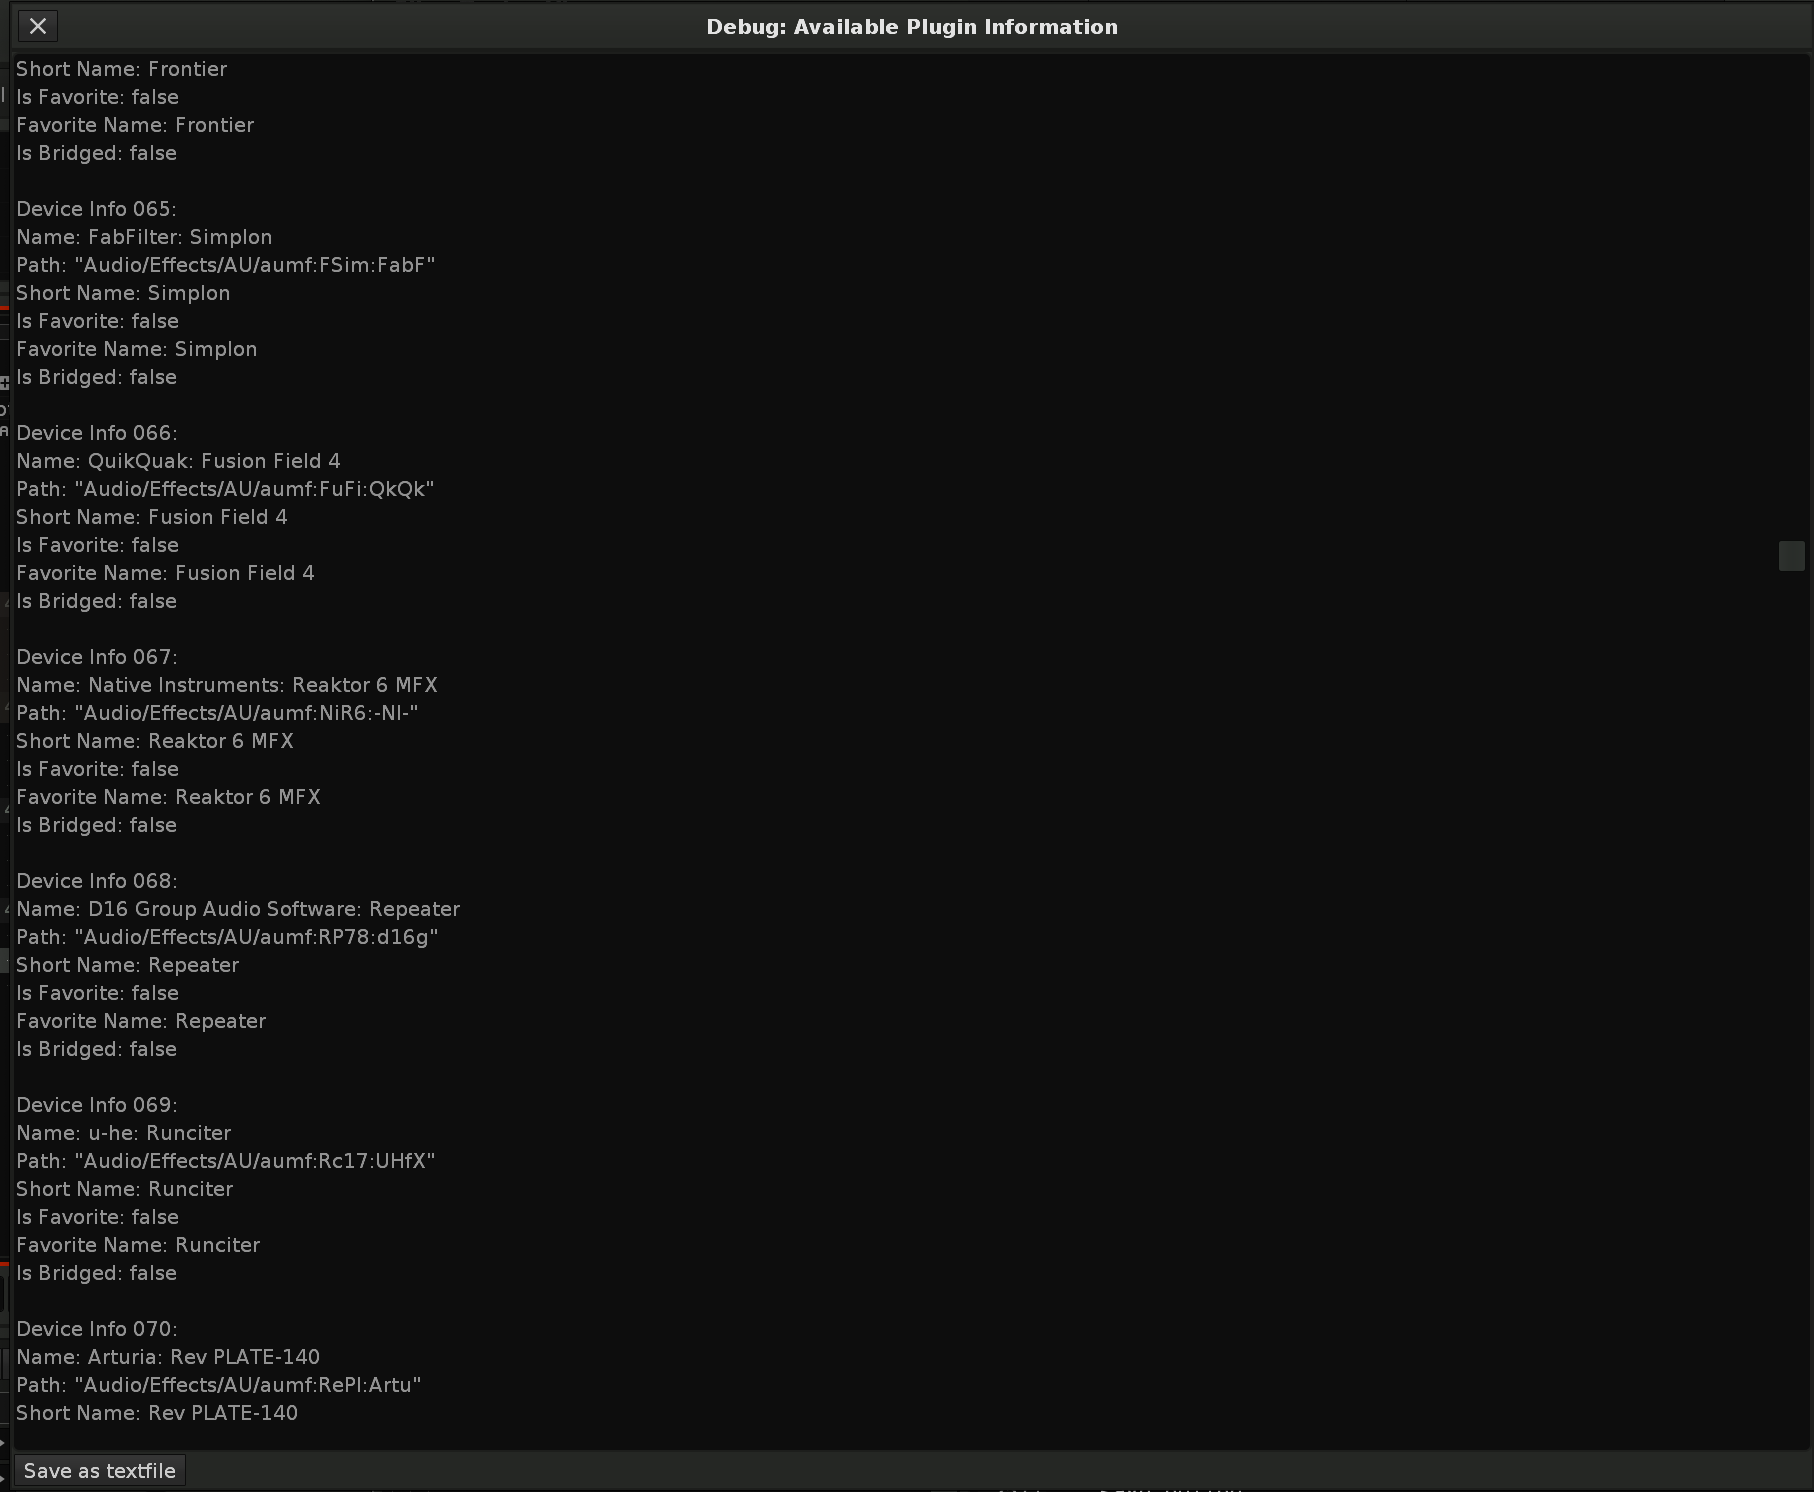 Debug: Available Plugin Information
Short Name: Frontier
Is Favorite: false
Favorite Name: Frontier
Is Bridged: false
Device Info 065:
Name: FabFilter: Simplon
Path: "Audio/Effects/AU/aumf:FSim:FabF"
Short Name: Simplon
Is Favorite: false
Favorite Name: Simplon
Is Bridged: false
Device Info 066:
Name: QuikQuak: Fusion Field 4
Path: "Audio/Effects/AU/aumf:FuFi:QkQk"
Short Name: Fusion Field 4
Is Favorite: false
Favorite Name: Fusion Field 4
Is Bridged: false
Device Info 067:
Name: Native Instruments: Reaktor 6 MFX
Path: "Audio/Effects/AU/aumf:NiR6:-NI-"
Short Name: Reaktor 6 MFX
Is Favorite: false
Favorite Name: Reaktor 6 MFX
Is Bridged: false
Device Info 068:
Name: D16 Group Audio Software: Repeater
Path: "Audio/Effects/AU/aumf:RP78:d16g"
Short Name: Repeater
Is Favorite: false
Favorite Name: Repeater
Is Bridged: false
Device Info 069:
Name: u-he: Runciter
Path: "Audio/Effects/AU/aumf:Rc17:UHfX"
Short Name: Runciter
Is Favorite: false
Favorite Name: Runciter
Is Bridged: false
Device Info 070:
Name: Arturia: Rev PLATE-140
Path: "Audio/Effects/AU/aumf:RePl:Artu"
Short Name: Rev PLATE-140
Save as textfile